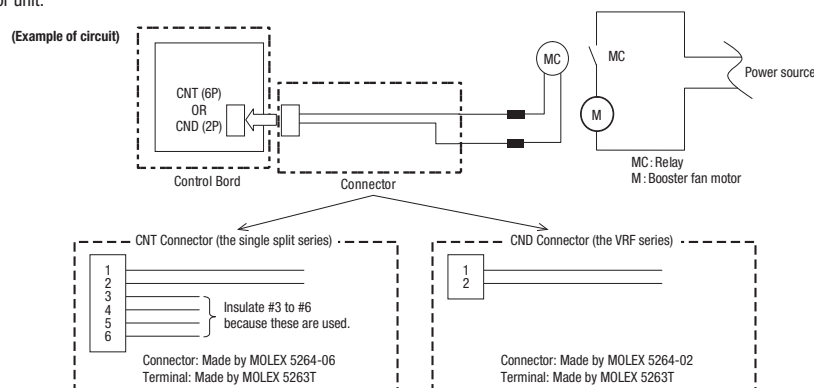 or unit.
(Example of circuit)
CNT (6P)
OR
CND (2P)
Control Bord
Connector
MC
MC
M
Power source
MC: Relay
M: Booster fan motor
CNT Connector (the single split series)
1
2
3
4
5
6
Insulate #3 to #6
because these are used.
Connector: Made by MOLEX 5264-06
Terminal: Made by MOLEX 5263T
CND Connector (the VRF series)
1
2
Connector: Made by MOLEX 5264-02
Terminal: Made by MOLEX 5263T